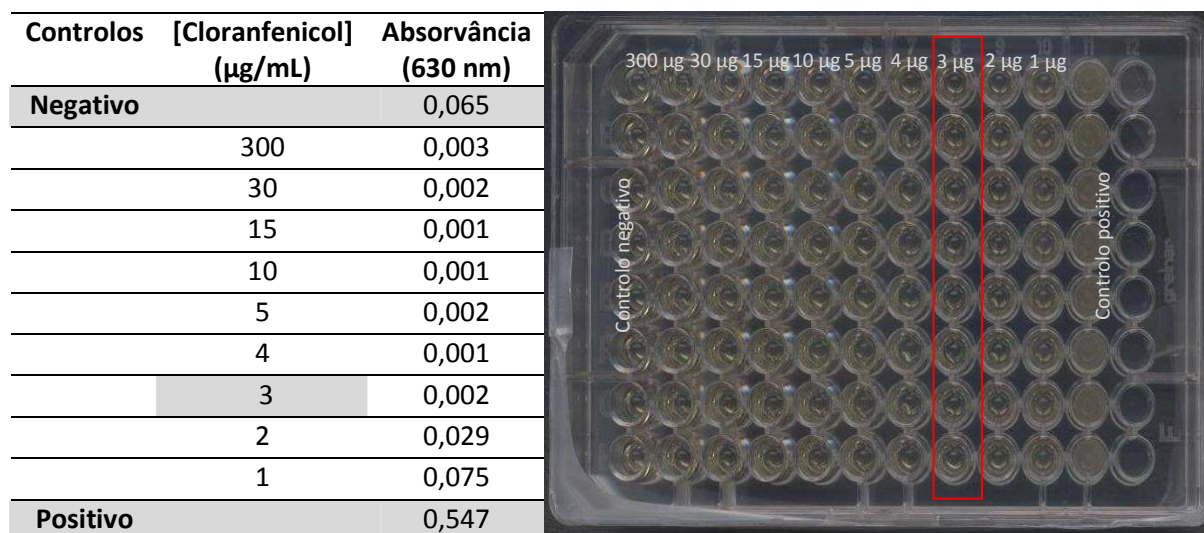 Controlos [Cloranfenicol] (µg/mL) Absorvância (630 nm)
Negativo 0,065
300 0,003
30 0,002
15 0,001
10 0,001
5 0,002
4 0,001
3 0,002
2 0,029
1 0,075
Positivo 0,547
300 µg 30 µg 15 µg 10 µg 5 µg 4 µg 3 µg 2 µg 1 µg
Controlo negativo
Controlo positivo
greiner